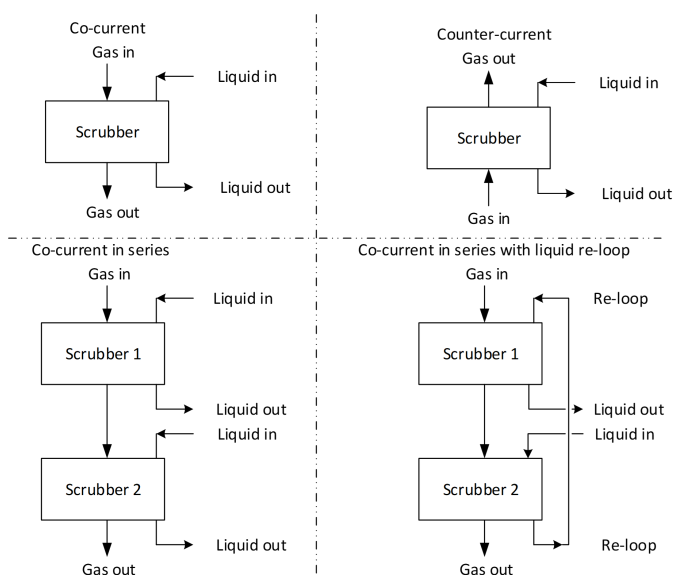 Co-current
Gas in
Liquid in
Scrubber
Liquid out
Gas out
Counter-current
Gas out
Liquid in
Scrubber
Liquid out
Gas in
Co-current in series
Gas in
Liquid in
Scrubber 1
Liquid out
Liquid in
Scrubber 2
Liquid out
Gas out
Co-current in series with liquid re-loop
Gas in
Re-loop
Scrubber 1
Liquid out
Liquid in
Scrubber 2
Re-loop
Gas out